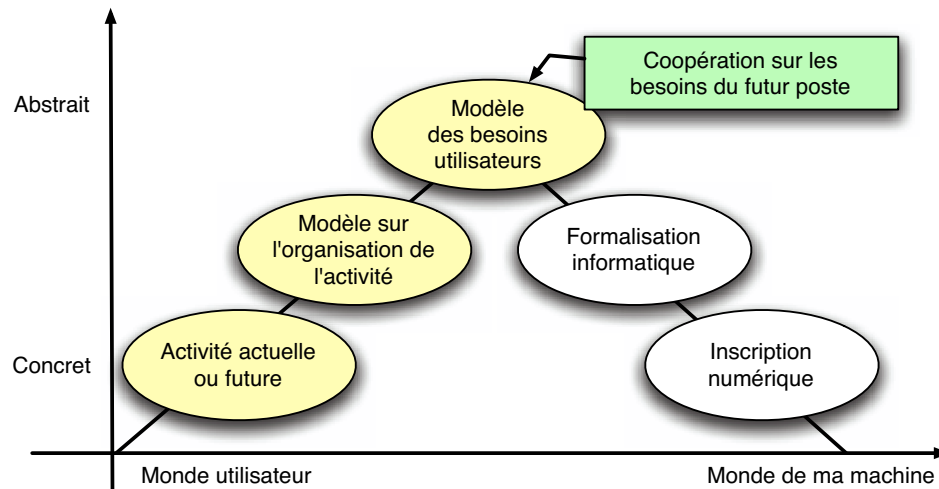 Coopération sur les
besoins du futur poste
Abstrait
Modèle
des besoins
utilisateurs
Modèle sur
l'organisation de
l'activité
Formalisation
informatique
Concret
Activité actuelle
ou future
Inscription
numérique
Monde utilisateur
Monde de ma machine